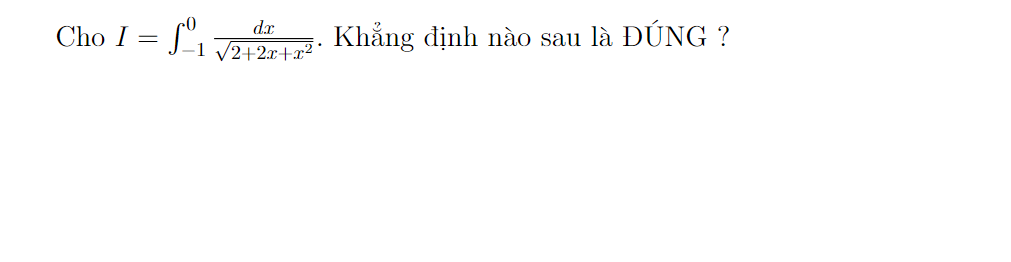 Cho $I = \int_{-1}^{0} \frac{dx}{\sqrt{2+2x+x^2}}$. Khẳng định nào sau là ĐÚNG ?